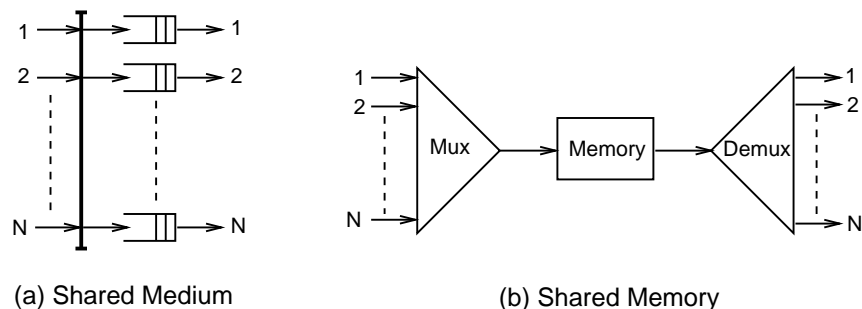 1 1
2 2
N N
(a) Shared Medium
1 1
2 2
Mux Memory Demux
N N
(b) Shared Memory